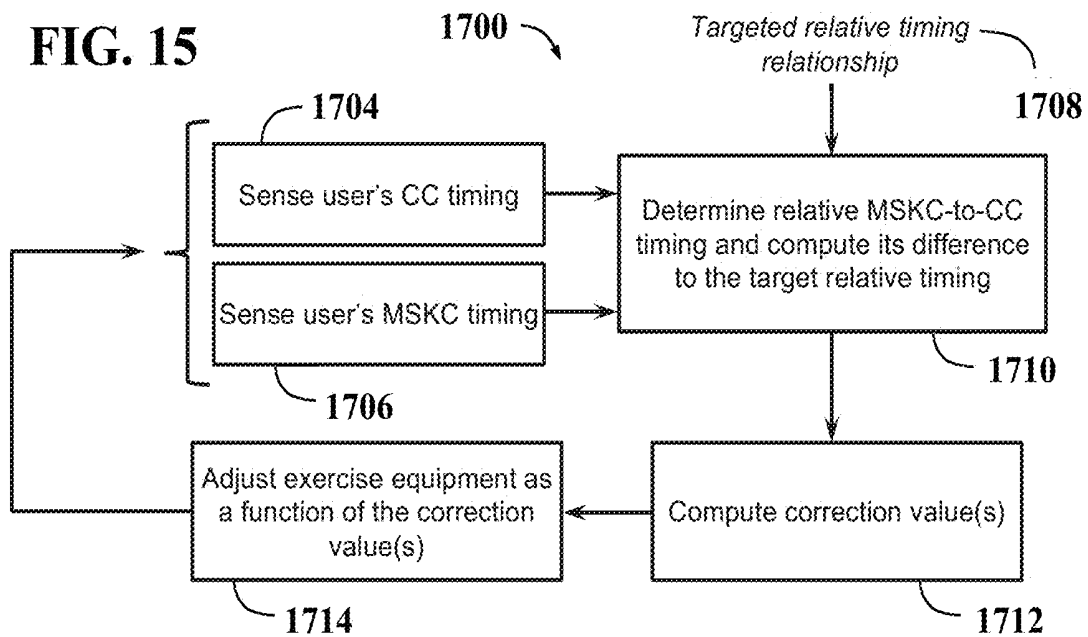 FIG. 15
1700
Targeted relative timing
relationship
1708
1704
Sense user's CC timing
Sense user's MSKC timing
1706
Determine relative MSKC-to-CC
timing and compute its difference
to the target relative timing
1710
Adjust exercise equipment as
a function of the correction
value(s)
1714
Compute correction value(s)
1712